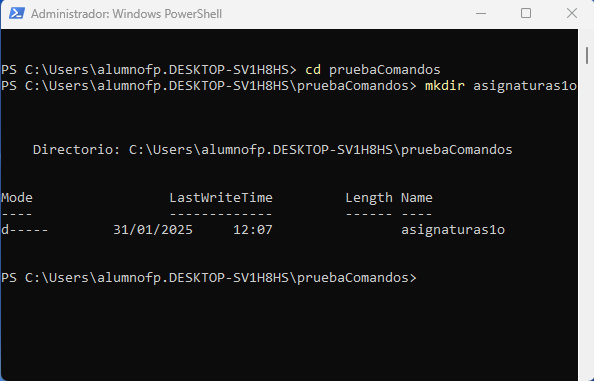 Administrador: Windows PowerShell
PS C:\Users\alumnofp.DESKTOP-SV1H8HS> cd pruebaComandos
PS C:\Users\alumnofp.DESKTOP-SV1H8HS\pruebaComandos> mkdir asignaturas1o
Directorio: C:\Users\alumnofp.DESKTOP-SV1H8HS\pruebaComandos
Mode                 LastWriteTime         Length Name
----                 -------------         ------ ----
d-----        31/01/2025     12:07                asignaturas1o
PS C:\Users\alumnofp.DESKTOP-SV1H8HS\pruebaComandos>